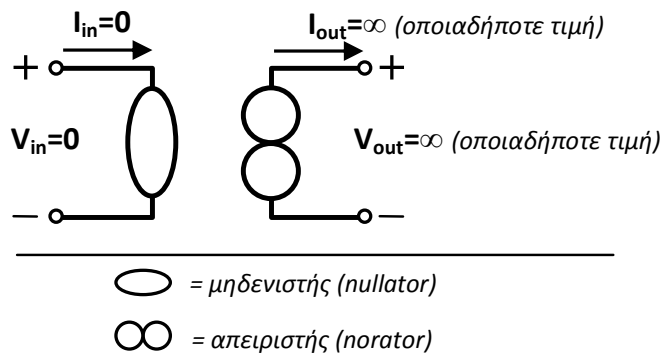 I_in=0
I_out=∞ (οποιαδήποτε τιμή)
+ +
V_in=0
V_out=∞ (οποιαδήποτε τιμή)
— —
= μηδενιστής (nullator)
= απειριστής (norator)